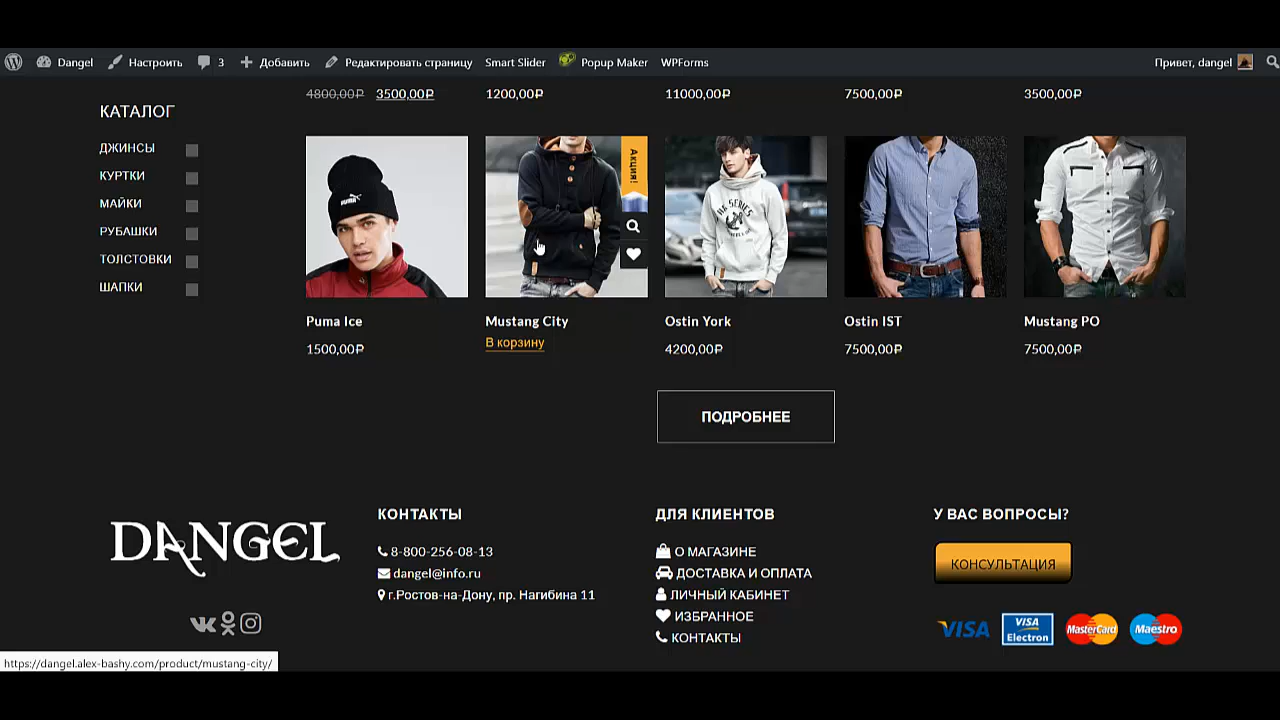 Dangel
Настроить
3
Добавить
Редактировать страницу
Smart Slider
Popup Maker
WPForms
Привет, dangel
КАТАЛОГ
ДЖИНСЫ
КУРТКИ
МАЙКИ
РУБАШКИ
ТОЛСТОВКИ
ШАПКИ
4800,00₽ 3500,00₽
1200,00₽
11000,00₽
7500,00₽
3500,00₽
PUMA
Акция!
Puma Ice
1500,00₽
Mustang City
В корзину
Ostin York
4200,00₽
Ostin IST
7500,00₽
Mustang PO
7500,00₽
ПОДРОБНЕЕ
DANGEL
КОНТАКТЫ
8-800-256-08-13
dangel@info.ru
г.Ростов-на-Дону, пр. Нагибина 11
ДЛЯ КЛИЕНТОВ
О МАГАЗИНЕ
ДОСТАВКА И ОПЛАТА
ЛИЧНЫЙ КАБИНЕТ
ИЗБРАННОЕ
КОНТАКТЫ
У ВАС ВОПРОСЫ?
КОНСУЛЬТАЦИЯ
VISA
VISA
Electron
MasterCard
Maestro
https://dangel.alex-bashy.com/product/mustang-city/